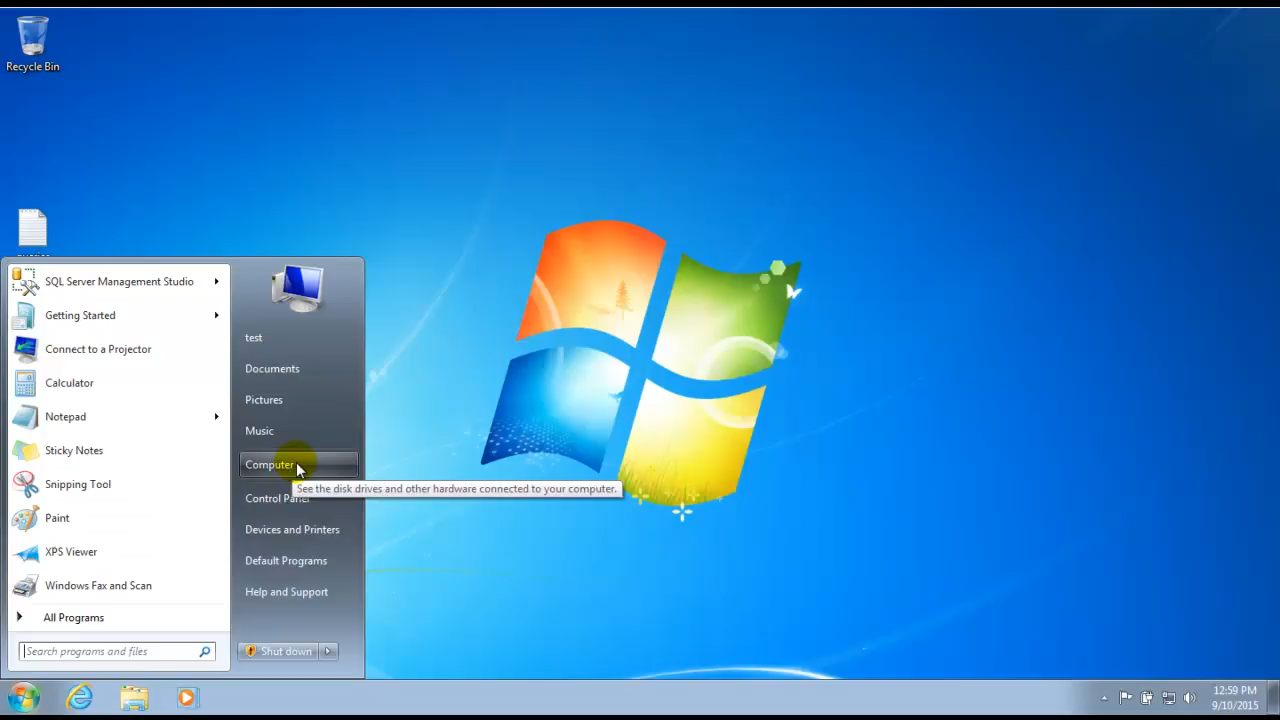 Recycle Bin
SQL Server Management Studio
Getting Started
Connect to a Projector
Calculator
Notepad
Sticky Notes
Snipping Tool
Paint
XPS Viewer
Windows Fax and Scan
All Programs
Search programs and files
test
Documents
Pictures
Music
Computer
See the disk drives and other hardware connected to your computer.
Control Panel
Devices and Printers
Default Programs
Help and Support
Shut down
12:59 PM
9/10/2015